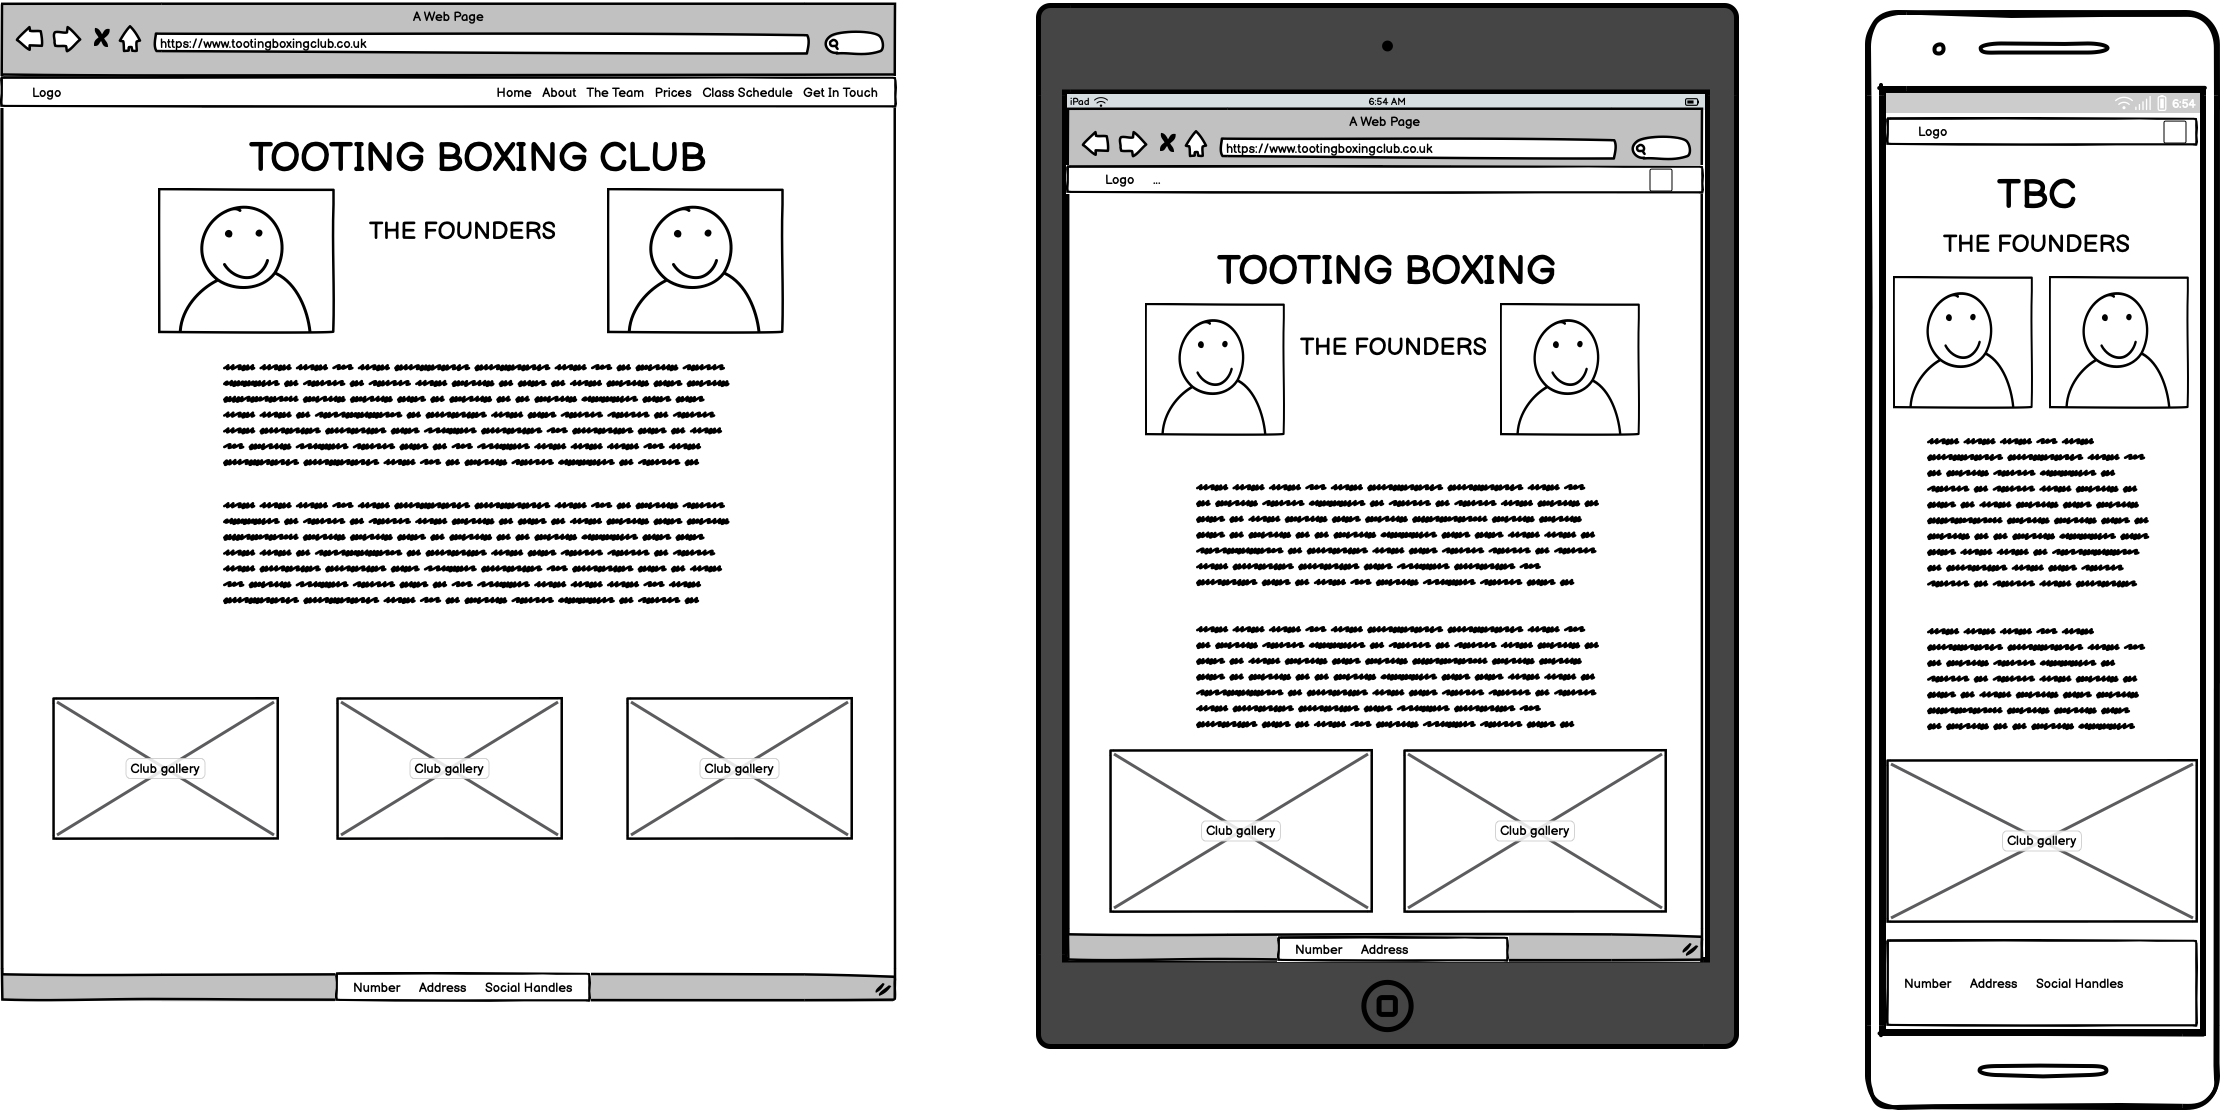 A Web Page
https://www.tootingboxingclub.co.uk
Logo Home About The Team Prices Class Schedule Get In Touch
TOOTING BOXING CLUB
THE FOUNDERS
Club gallery Club gallery Club gallery
Number Address Social Handles
iPad 6:54 AM
A Web Page
https://www.tootingboxingclub.co.uk
Logo ...
TOOTING BOXING
THE FOUNDERS
Club gallery Club gallery
Number Address
6:54
Logo
TBC
THE FOUNDERS
Club gallery
Number Address Social Handles